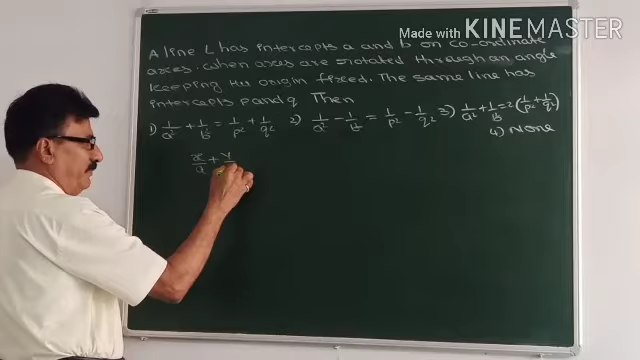 Made with KINEMASTER
A line L has intercepts a and b on co-ordinate
axes. When axes are rotated through an angle
keeping the origin fixed. The same line has
intercepts p and q Then
1) 1/a² + 1/b² = 1/p² + 1/q² 2) 1/a² - 1/b² = 1/p² - 1/q² 3) 1/a² + 1/b² = 2 (1/p² + 1/q²)
4) None
x/a + y